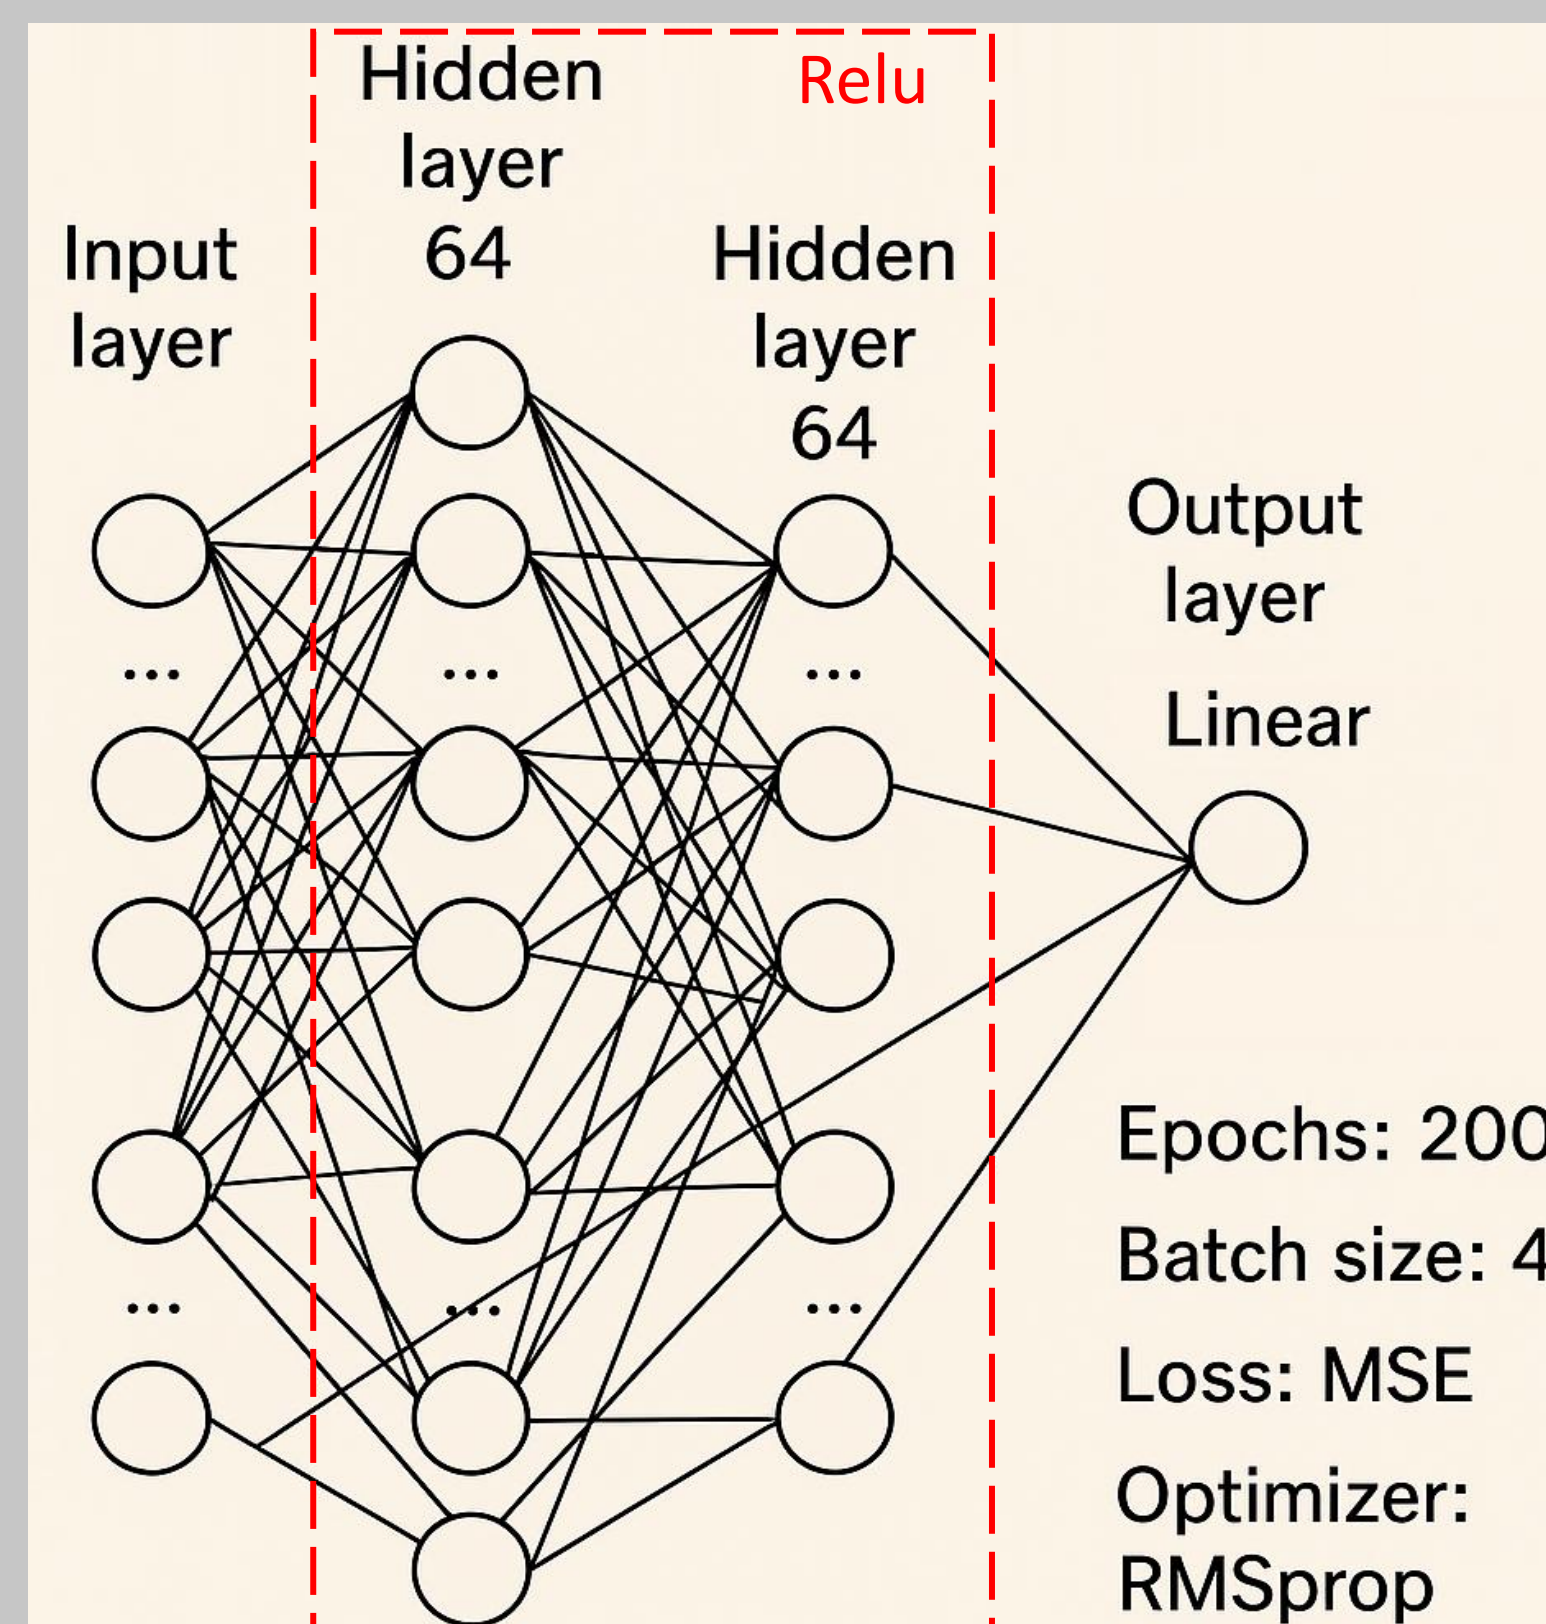 Hidden
layer
64
Relu
Input
layer
Hidden
layer
64
Output
layer
Linear
...
...
...
Epochs: 200
Batch size: 4
Loss: MSE
Optimizer:
RMSprop
...
...
...